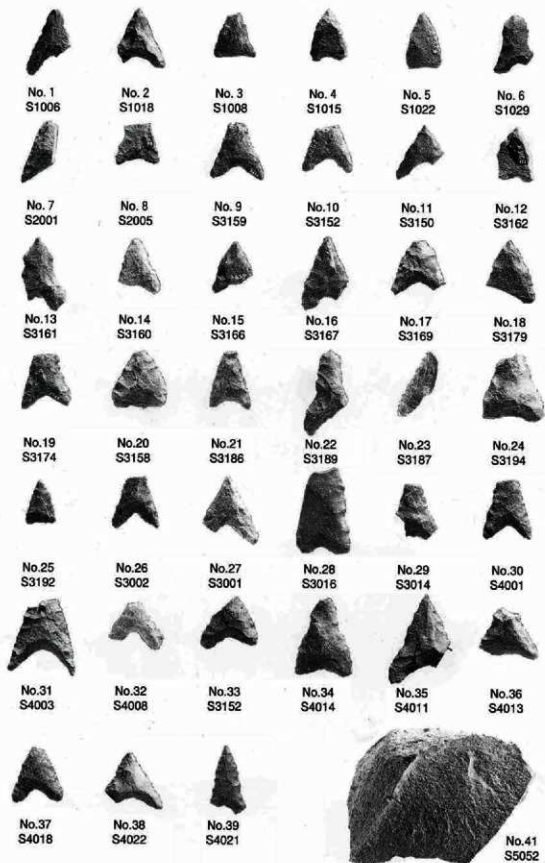 No. 1 No. 2 No. 3 No. 4 No. 5 No. 6
S1006 S1018 S1008 S1015 S1022 S1029
No. 7 No. 8 No. 9 No. 10 No. 11 No. 12
S2001 S2005 S3159 S3152 S3150 S3162
No.13 No.14 No.15 No.16 No.17 No.18
S3161 S3160 S3166 S3167 S3169 S3179
No.19 No.20 No.21 No.22 No.23 No.24
S3174 S3158 S3186 S3189 S3187 S3194
No.25 No.26 No.27 No.28 No.29 No.30
S3192 S3002 S3001 S3016 S3014 S4001
No.31 No.32 No.33 No.34 No.35 No.36
S4003 S4008 S3152 S4014 S4011 S4013
No.37 No.38 No.39 No.41
S4018 S4022 S4021 S5052